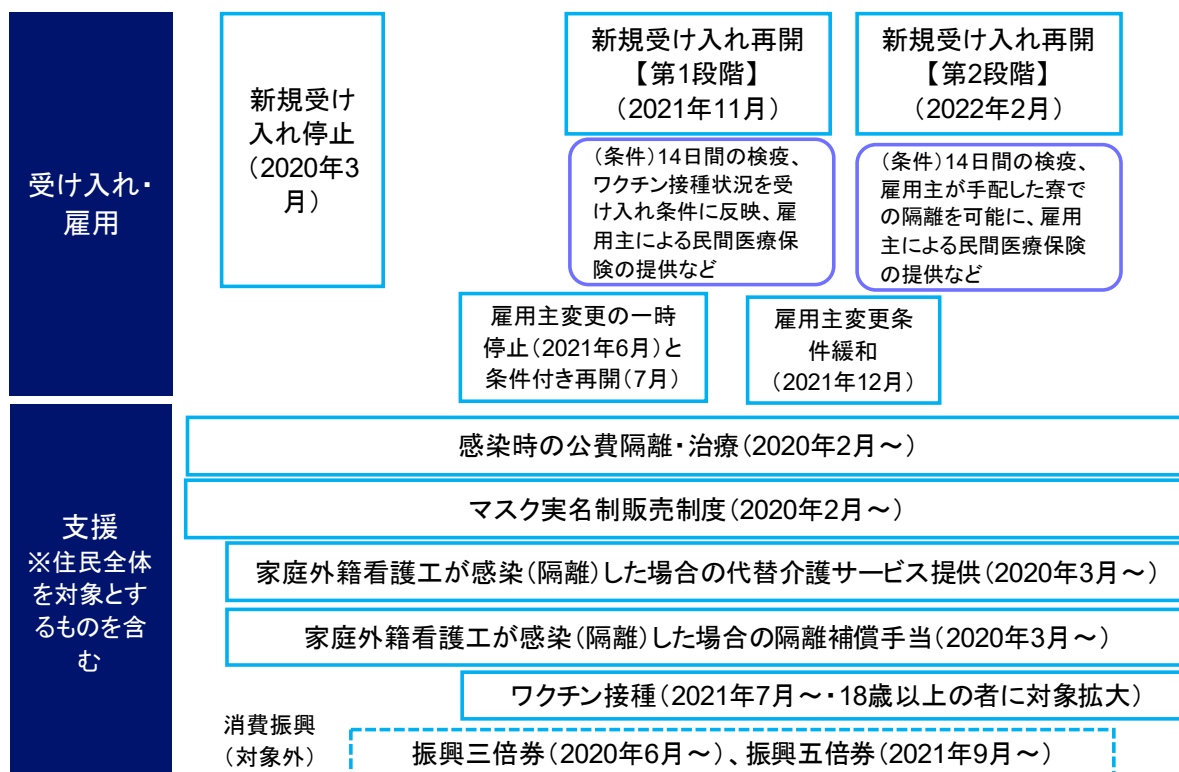 受け入れ・
雇用
新規受け
入れ停止
（2020年3
月）
新規受け入れ再開
【第1段階】
（2021年11月）
（条件）14日間の検疫、
ワクチン接種状況を受
け入れ条件に反映、雇
用主による民間医療保
険の提供など
新規受け入れ再開
【第2段階】
（2022年2月）
（条件）14日間の検疫、
雇用主が手配した寮で
の隔離を可能に、雇用
主による民間医療保険
の提供など
雇用主変更の一時
停止（2021年6月）と
条件付き再開（7月）
雇用主変更条
件緩和
（2021年12月）
支援
※住民全体
を対象とす
るものを含
む
感染時の公費隔離・治療（2020年2月～）
マスク実名制販売制度（2020年2月～）
家庭外籍看護工が感染（隔離）した場合の代替介護サービス提供（2020年3月～）
家庭外籍看護工が感染（隔離）した場合の隔離補償手当（2020年3月～）
ワクチン接種（2021年7月～・18歳以上の者に対象拡大）
消費振興
（対象外）
振興三倍券（2020年6月～）、振興五倍券（2021年9月～）